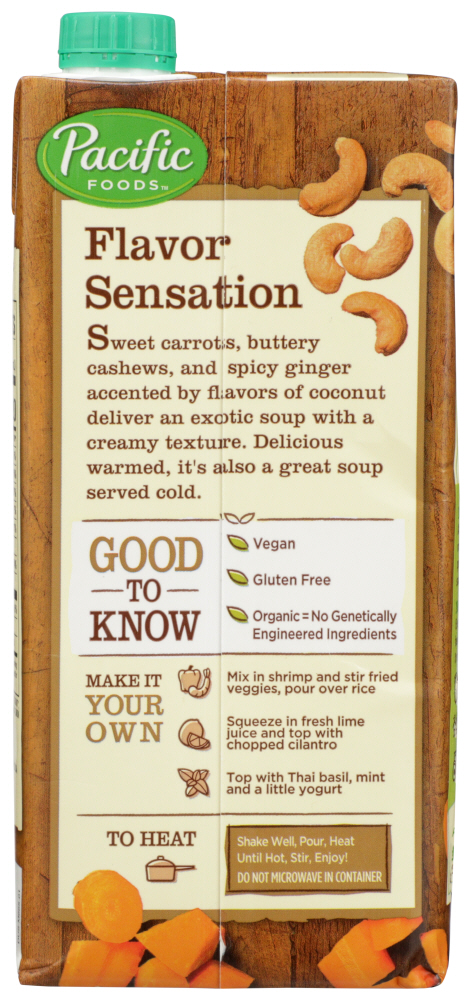 Pacific
FOODS™
Flavor
Sensation
Sweet carrots, buttery
cashews, and spicy ginger
accented by flavors of coconut
deliver an exotic soup with a
creamy texture. Delicious
warmed, it's also a great soup
served cold.
GOOD
TO
KNOW
Vegan
Gluten Free
Organic = No Genetically
Engineered Ingredients
MAKE IT
YOUR
OWN
Mix in shrimp and stir fried
veggies, pour over rice
Squeeze in fresh lime
juice and top with
chopped cilantro
Top with Thai basil, mint
and a little yogurt
TO HEAT
Shake Well, Pour, Heat
Until Hot, Stir, Enjoy!
DO NOT MICROWAVE IN CONTAINER